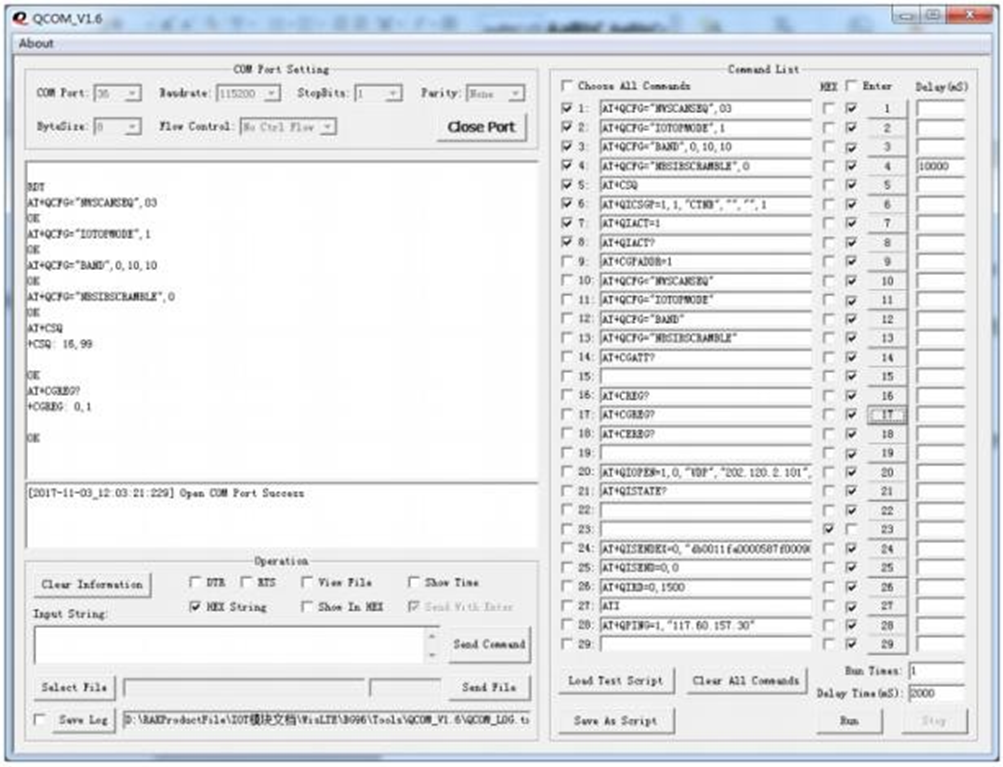 QCOM_V1.6
About
COM Port Setting
COM Port: 36 Baudrate: 115200 StopBits: 1 Parity: None
ByteSize: 8 Flow Control: No Ctrl Flow Close Port
RDY
AT+QCFG="NWSCANSEQ",03
OK
AT+QCFG="IOTOPMODE",1
OK
AT+QCFG="BAND",0,10,10
OK
AT+QCFG="NBSIBSCRAMBLE",0
OK
AT+CSQ
+CSQ: 16,99
OK
AT+CGREG?
+CGREG: 0,1
OK
[2017-11-03_12:03:21:229] Open COM Port Success
Operation
Clear Information DTR RTS View File Show Time
HEX String Show In HEX Send With Enter
Input String:
Send Command
Select File Send File
Save Log D:\RAKProductFile\IOT模块文档\WisLTE\BG96\Tools\QCOM_V1.6\QCOM_LOG.tx
Command List
Choose All Commands HEX Enter Delay(mS)
1: AT+QCFG="NWSCANSEQ",03 1
2: AT+QCFG="IOTOPMODE",1 2
3: AT+QCFG="BAND",0,10,10 3
4: AT+QCFG="NBSIBSCRAMBLE",0 4 10000
5: AT+CSQ 5
6: AT+QICSGP=1,1,"CTNB","","",1 6
7: AT+QIACT=1 7
8: AT+QIACT? 8
9: AT+CGPADDR=1 9
10: AT+QCFG="NWSCANSEQ" 10
11: AT+QCFG="IOTOPMODE" 11
12: AT+QCFG="BAND" 12
13: AT+QCFG="NBSIBSCRAMBLE" 13
14: AT+CGATT? 14
15: 15
16: AT+CREG? 16
17: AT+CGREG? 17
18: AT+CEREG? 18
19: 19
20: AT+QIOPEN=1,0,"UDP","202.120.2.101", 20
21: AT+QISTATE? 21
22: 22
23: 23
24: AT+QISENDEX=0, 24
25: AT+QISEND=0,0 25
26: AT+QIRD=0,1500 26
27: ATI 27
28: AT+QPING=1,"117.60.157.30" 28
29: 29
Load Test Script Clear All Commands Run Times: 1
Delay Time(mS): 2000
Save As Script Run Stop